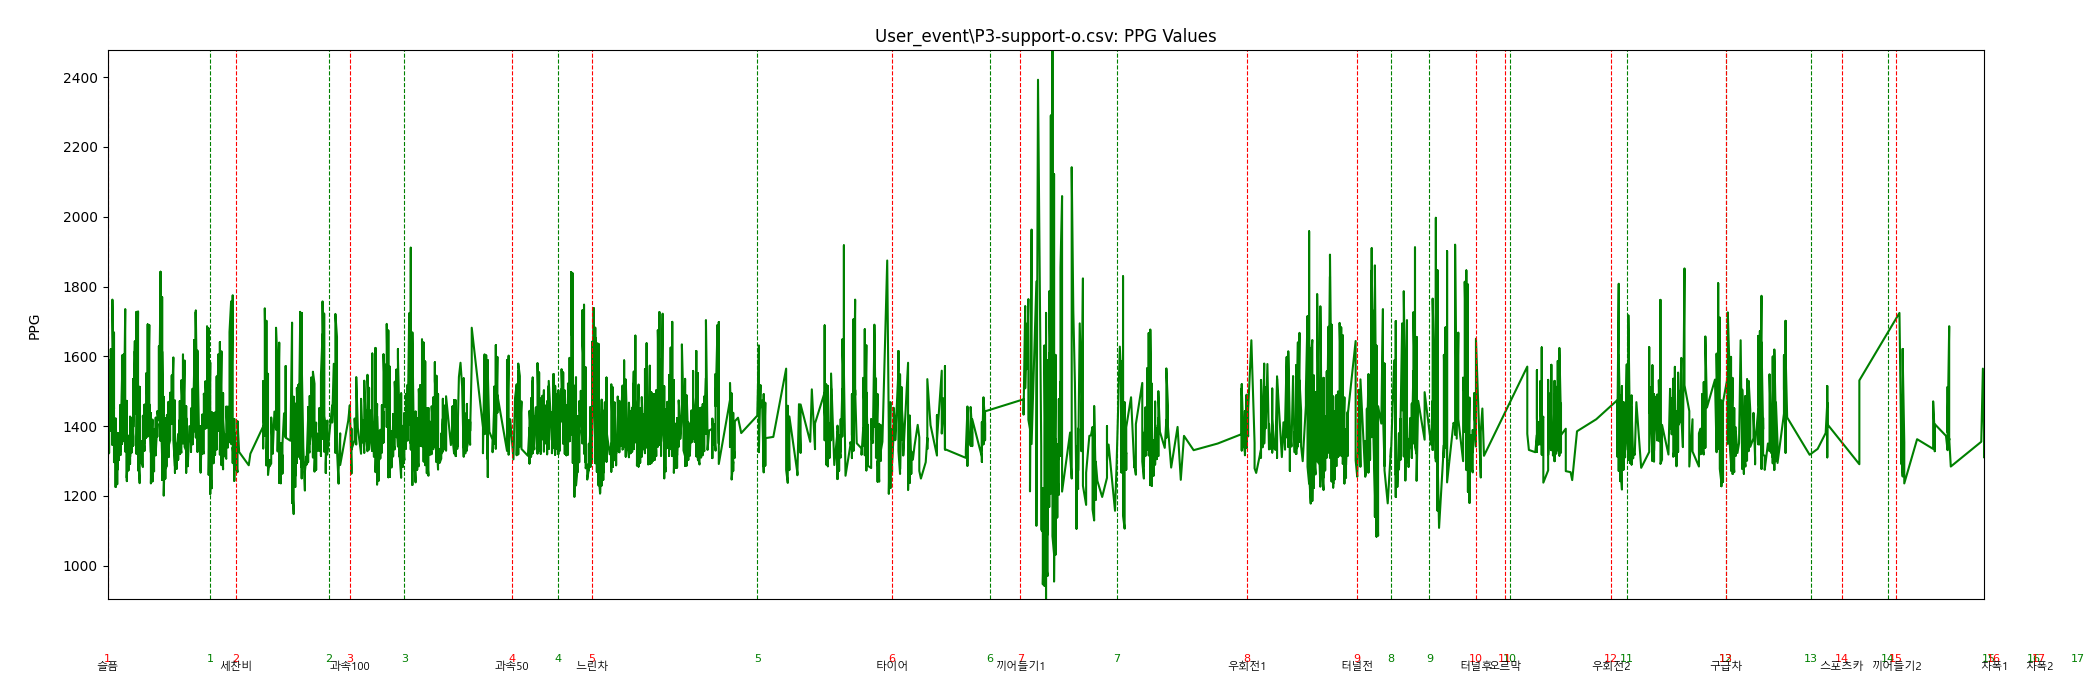 User_event\P3-support-o.csv: PPG Values
PPG
2400
2200
2000
1800
1600
1400
1200
1000
1 1 2 2 3 3 4 4 5 5 6 6 7 7 8 9 8 9 10 11 10 12 11 12 13 14 14 15 17
슬픔 세찬비 과속100 과속50 느린차 타이어 끼어들기1 우회전1 터널전 터널후 오르막 우회전2 구급차 스포츠카 끼어들기2